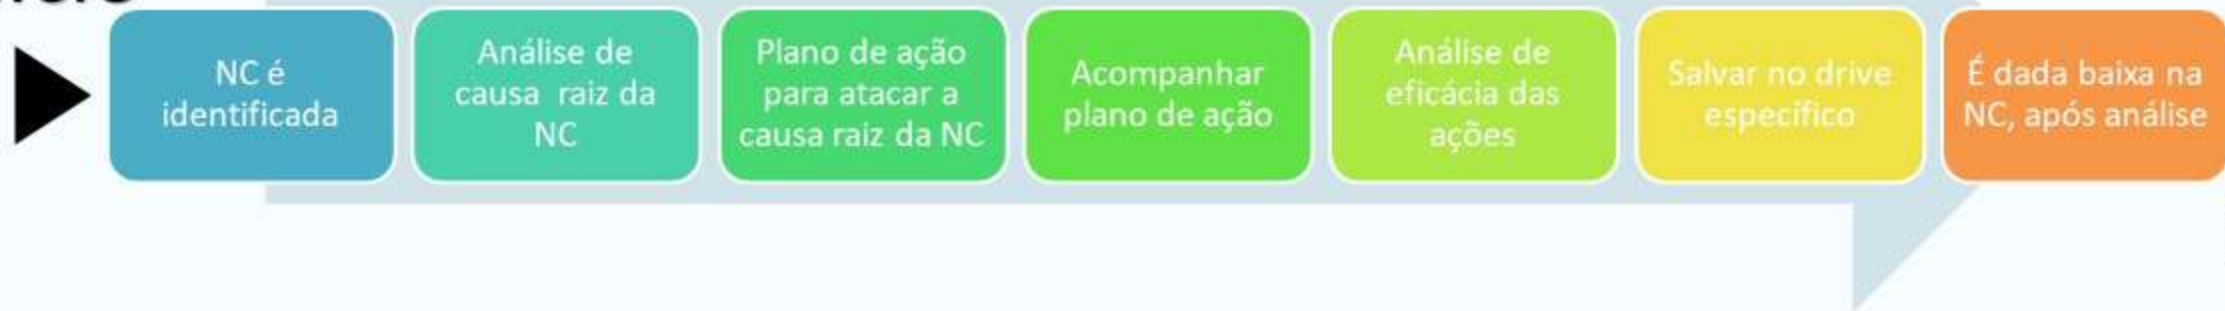 NC é
identificada
Análise de
causa raiz da
NC
Plano de ação
para atacar a
causa raiz da NC
Acompanhar
plano de ação
Análise de
eficácia das
ações
Salvar no drive
específico
É dada baixa na
NC, após análise